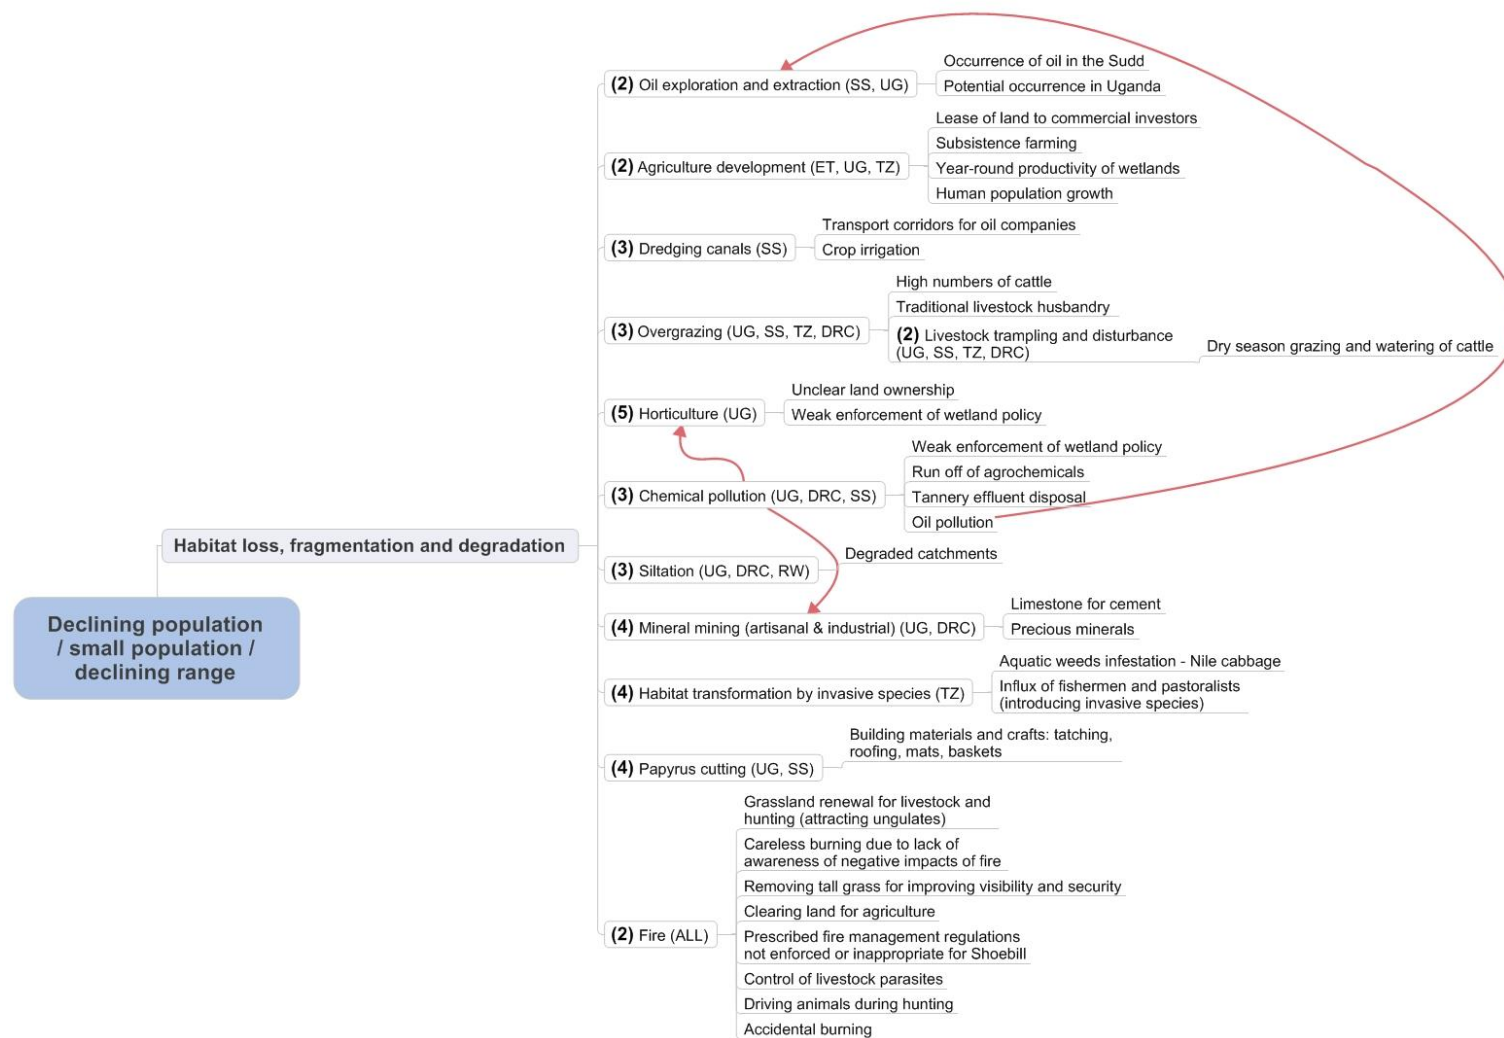 Declining population
/ small population /
declining range
Habitat loss, fragmentation and degradation
(2) Oil exploration and extraction (SS, UG)
Occurrence of oil in the Sudd
Potential occurrence in Uganda
(2) Agriculture development (ET, UG, TZ)
Lease of land to commercial investors
Subsistence farming
Year-round productivity of wetlands
Human population growth
(3) Dredging canals (SS)
Transport corridors for oil companies
Crop irrigation
(3) Overgrazing (UG, SS, TZ, DRC)
High numbers of cattle
Traditional livestock husbandry
(2) Livestock trampling and disturbance
(UG, SS, TZ, DRC)
Dry season grazing and watering of cattle
(5) Horticulture (UG)
Unclear land ownership
Weak enforcement of wetland policy
(3) Chemical pollution (UG, DRC, SS)
Weak enforcement of wetland policy
Run off of agrochemicals
Tannery effluent disposal
Oil pollution
(3) Siltation (UG, DRC, RW)
Degraded catchments
(4) Mineral mining (artisanal & industrial) (UG, DRC)
Limestone for cement
Precious minerals
(4) Habitat transformation by invasive species (TZ)
Aquatic weeds infestation - Nile cabbage
Influx of fishermen and pastoralists
(introducing invasive species)
(4) Papyrus cutting (UG, SS)
Building materials and crafts: tatching,
roofing, mats, baskets
(2) Fire (ALL)
Grassland renewal for livestock and
hunting (attracting ungulates)
Careless burning due to lack of
awareness of negative impacts of fire
Removing tall grass for improving visibility and security
Clearing land for agriculture
Prescribed fire management regulations
not enforced or inappropriate for Shoebill
Control of livestock parasites
Driving animals during hunting
Accidental burning